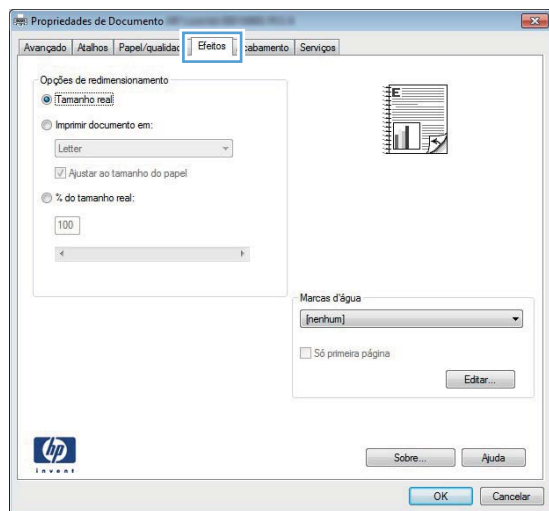 Propriedades de Documento
Avançado Atalhos Papel/qualidad Efeitos cabamento Serviços
Opções de redimensionamento
Tamanho real
Imprimir documento em:
Letter
Ajustar ao tamanho do papel
% do tamanho real:
100
E
Marcas d'água
[nenhum]
Só primeira página
Editar...
hp
invent
Sobre... Ajuda
OK Cancelar